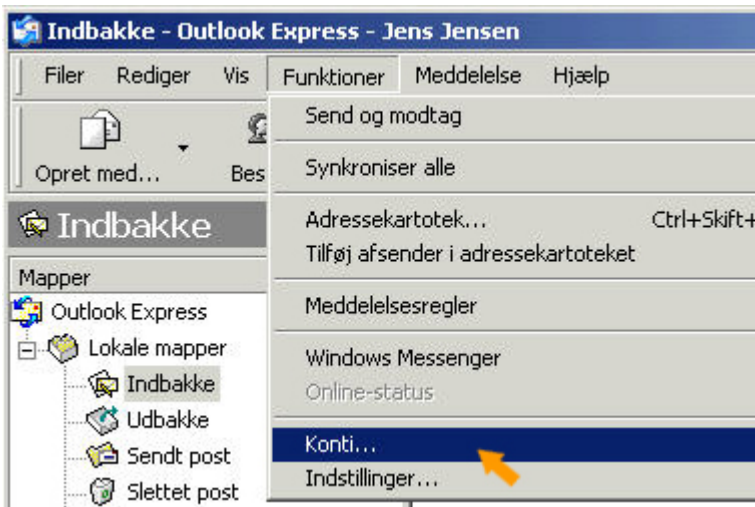 Indbakke - Outlook Express - Jens Jensen
Filer Rediger Vis Funktioner Meddelelse Hjælp
Opret med... Bes
Send og modtag
Synkroniser alle
Adressekartotek... Ctrl+Skift+
Tilføj afsender i adressekartoteket
Meddelelsesregler
Windows Messenger
Online-status
Konti...
Indstillinger...
Indbakke
Mapper
Outlook Express
Lokale mapper
Indbakke
Udbakke
Sendt post
Slettet post